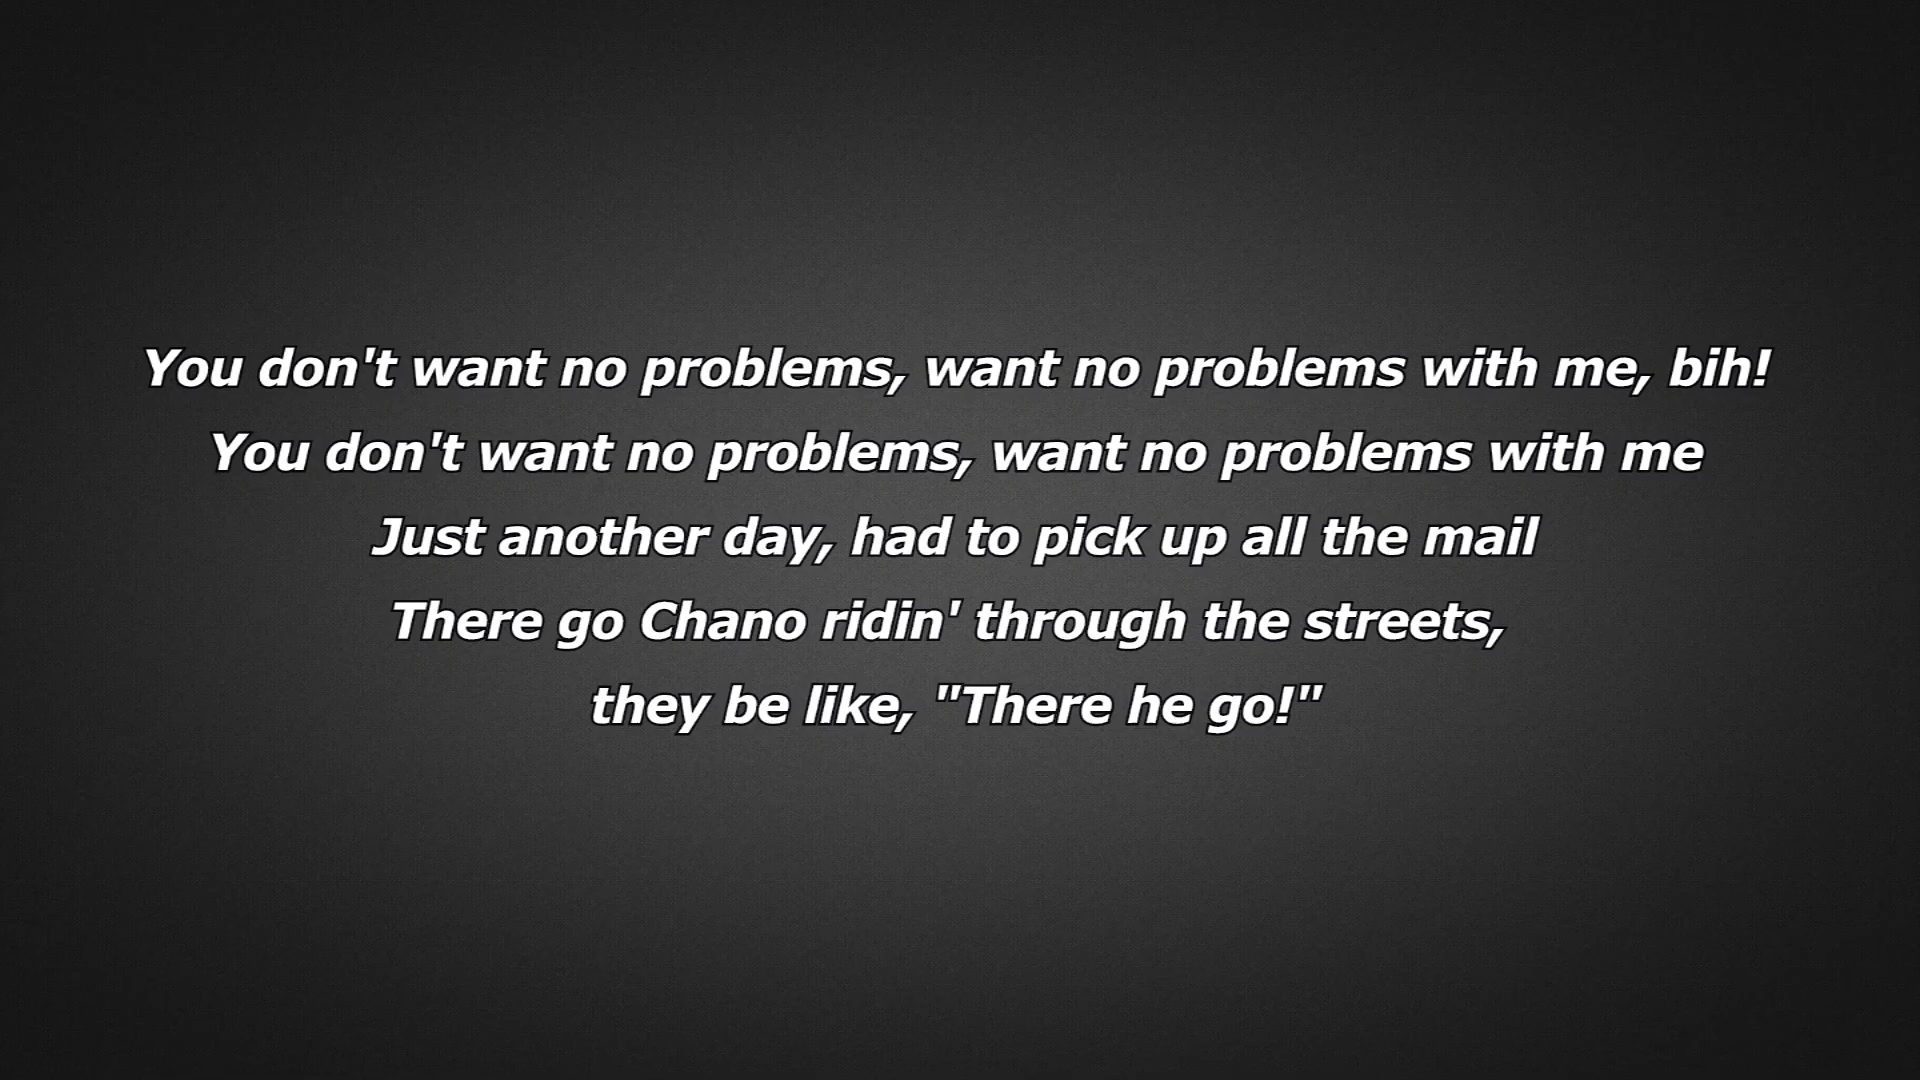 You don't want no problems, want no problems with me, bih!
You don't want no problems, want no problems with me
Just another day, had to pick up all the mail
There go Chano ridin' through the streets,
they be like, "There he go!"